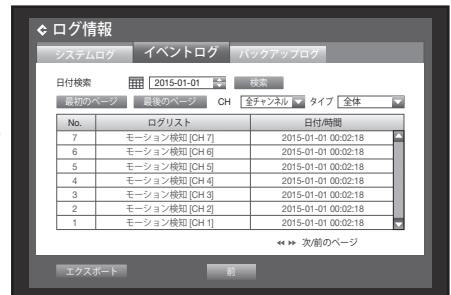 ログ情報
システムログ イベントログ バックアップログ
日付検索 2015-01-01 検索
最初のページ 最後のページ CH 全チャンネル タイプ 全体
No. ログリスト 日付/時間
7 モーション検知 [CH 7] 2015-01-01 00:02:18
6 モーション検知 [CH 6] 2015-01-01 00:02:18
5 モーション検知 [CH 5] 2015-01-01 00:02:18
4 モーション検知 [CH 4] 2015-01-01 00:02:18
3 モーション検知 [CH 3] 2015-01-01 00:02:18
2 モーション検知 [CH 2] 2015-01-01 00:02:18
1 モーション検知 [CH 1] 2015-01-01 00:02:18
次/前のページ
エクスポート 前